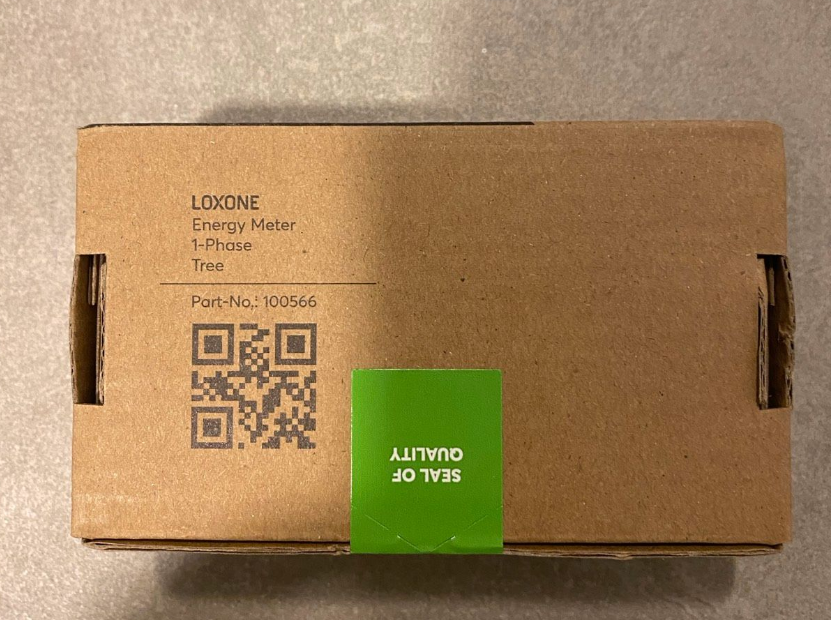 LOXONE
Energy Meter
1-Phase
Tree
Part-No.: 100566
SEAL OF
QUALITY